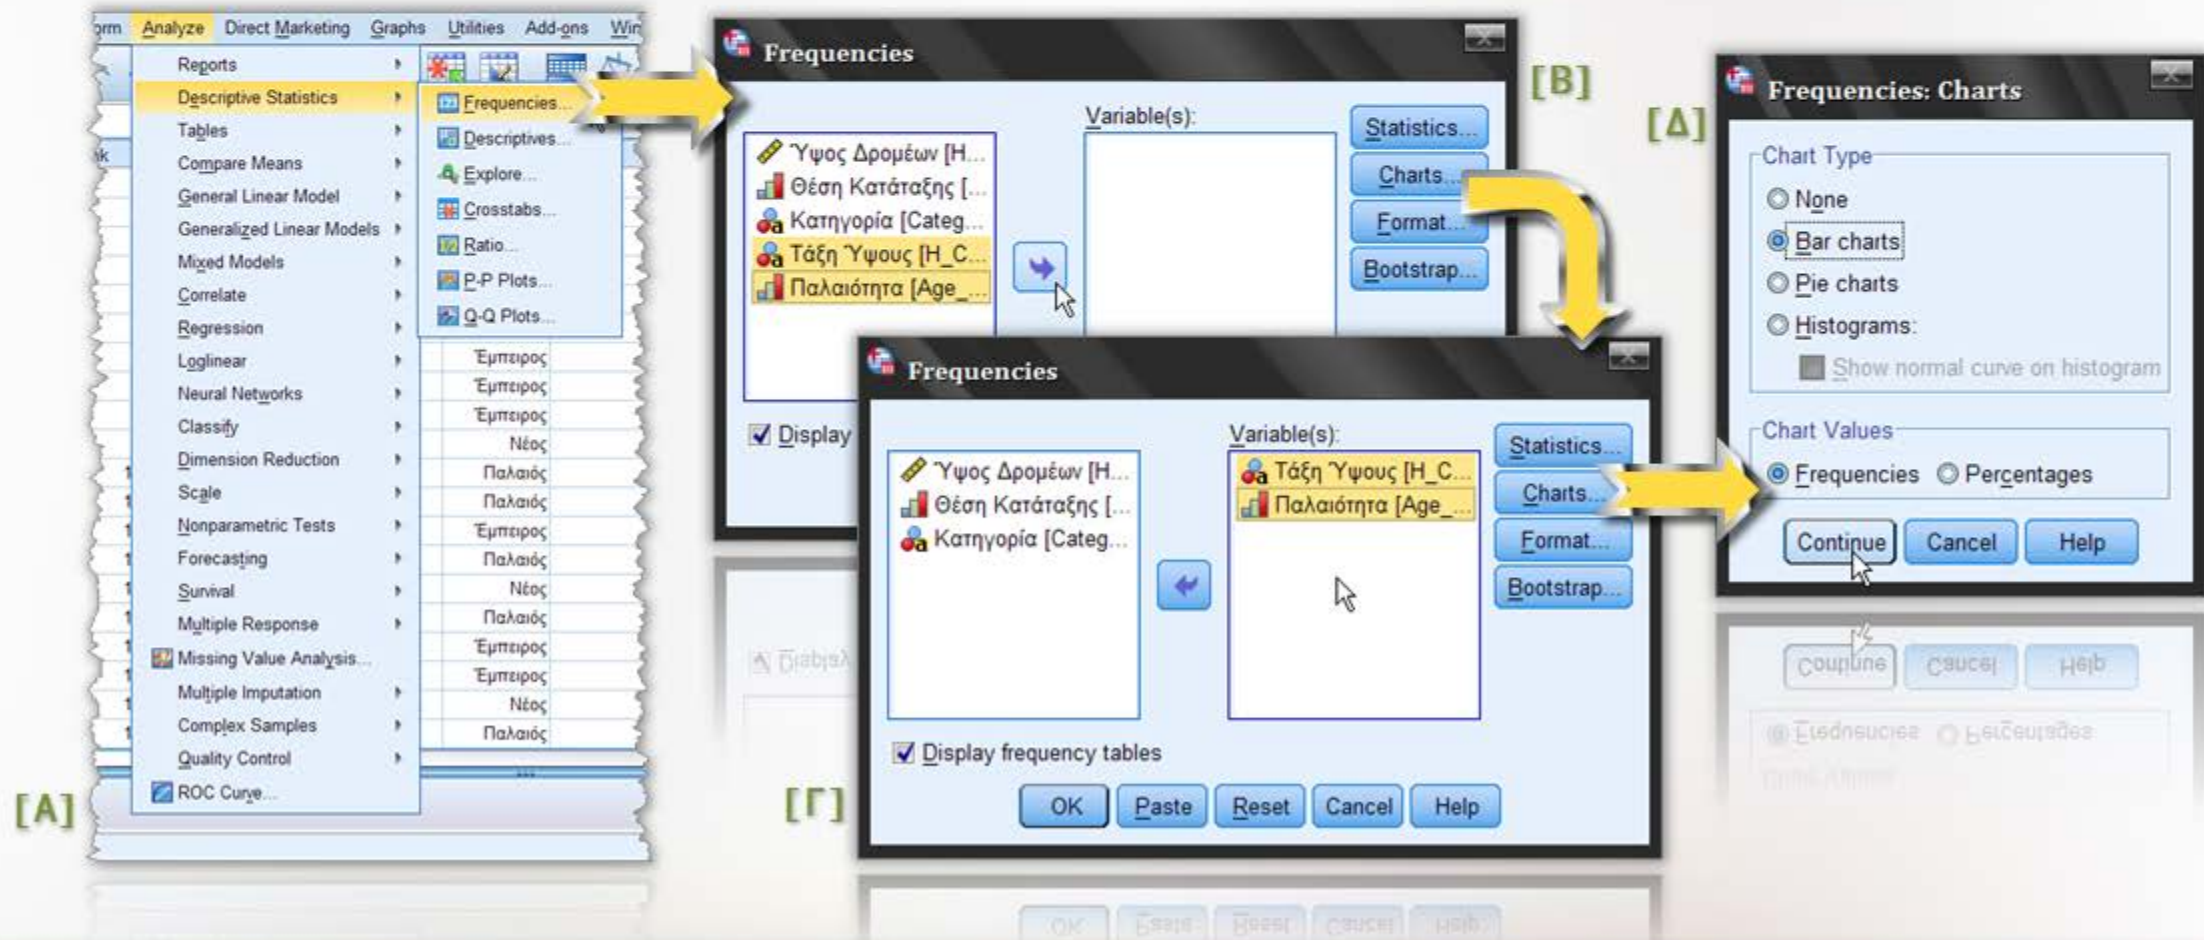 orm Analyze Direct Marketing Graphs Utilities Add-ons Win
Reports
Descriptive Statistics
Tables
Compare Means
General Linear Model
Generalized Linear Models
Mixed Models
Correlate
Regression
Loglinear
Neural Networks
Classify
Dimension Reduction
Scale
Nonparametric Tests
Forecasting
Survival
Multiple Response
Missing Value Analysis...
Multiple Imputation
Complex Samples
Quality Control
ROC Curve...
Frequencies...
Descriptives...
Explore...
Crosstabs...
Ratio...
P-P Plots...
Q-Q Plots...
Έμπειρος
Έμπειρος
Έμπειρος
Νέος
Παλαιός
Παλαιός
Έμπειρος
Παλαιός
Νέος
Παλαιός
Έμπειρος
Έμπειρος
Νέος
Παλαιός
[Α]
Frequencies
[Β]
Variable(s):
Ύψος Δρομέων [H...
Θέση Κατάταξης [...
Κατηγορία [Categ...
Τάξη Ύψους [H_C...
Παλαιότητα [Age_...
Statistics...
Charts...
Format...
Bootstrap...
Display
Frequencies
Variable(s):
Ύψος Δρομέων [H...
Θέση Κατάταξης [...
Κατηγορία [Categ...
Τάξη Ύψους [H_C...
Παλαιότητα [Age_...
Statistics...
Charts...
Format...
Bootstrap...
Display frequency tables
OK Paste Reset Cancel Help
[Γ]
[Δ]
Frequencies: Charts
Chart Type
None
Bar charts
Pie charts
Histograms:
Show normal curve on histogram
Chart Values
Frequencies Percentages
Continue Cancel Help